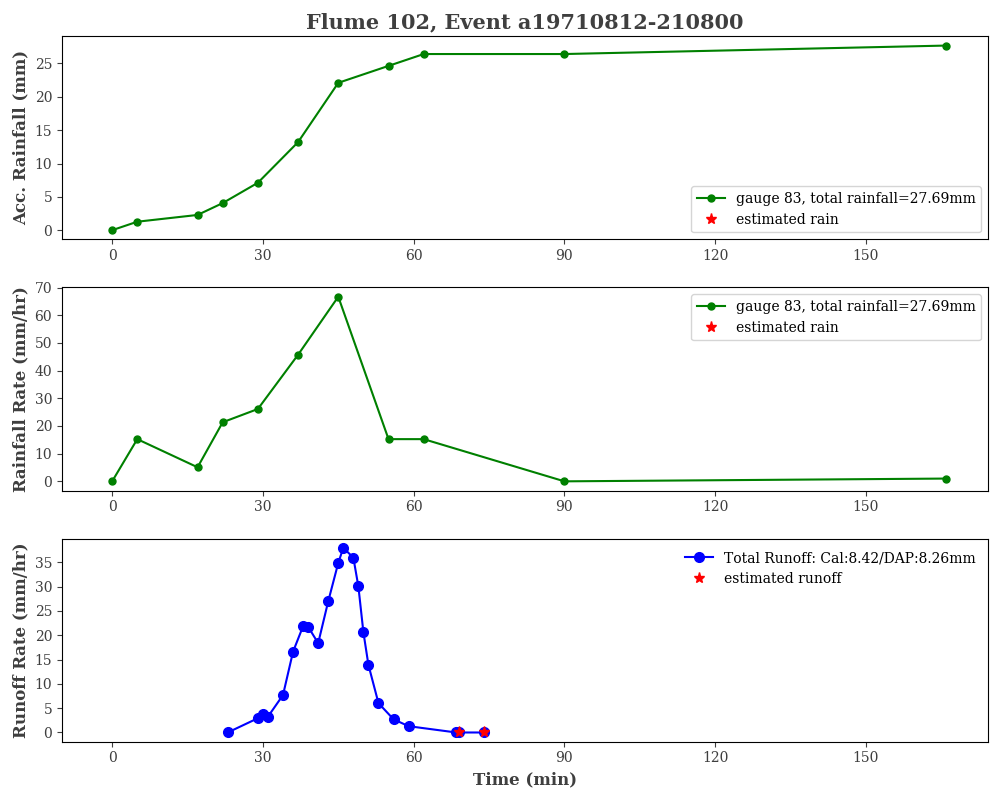 Flume 102, Event a19710812-210800
Acc. Rainfall (mm)
25
20
15
10
5
0
gauge 83, total rainfall=27.69mm
estimated rain
0 30 60 90 120 150
Rainfall Rate (mm/hr)
70
60
50
40
30
20
10
0
gauge 83, total rainfall=27.69mm
estimated rain
0 30 60 90 120 150
Runoff Rate (mm/hr)
35
30
25
20
15
10
5
0
Total Runoff: Cal:8.42/DAP:8.26mm
estimated runoff
0 30 60 90 120 150
Time (min)